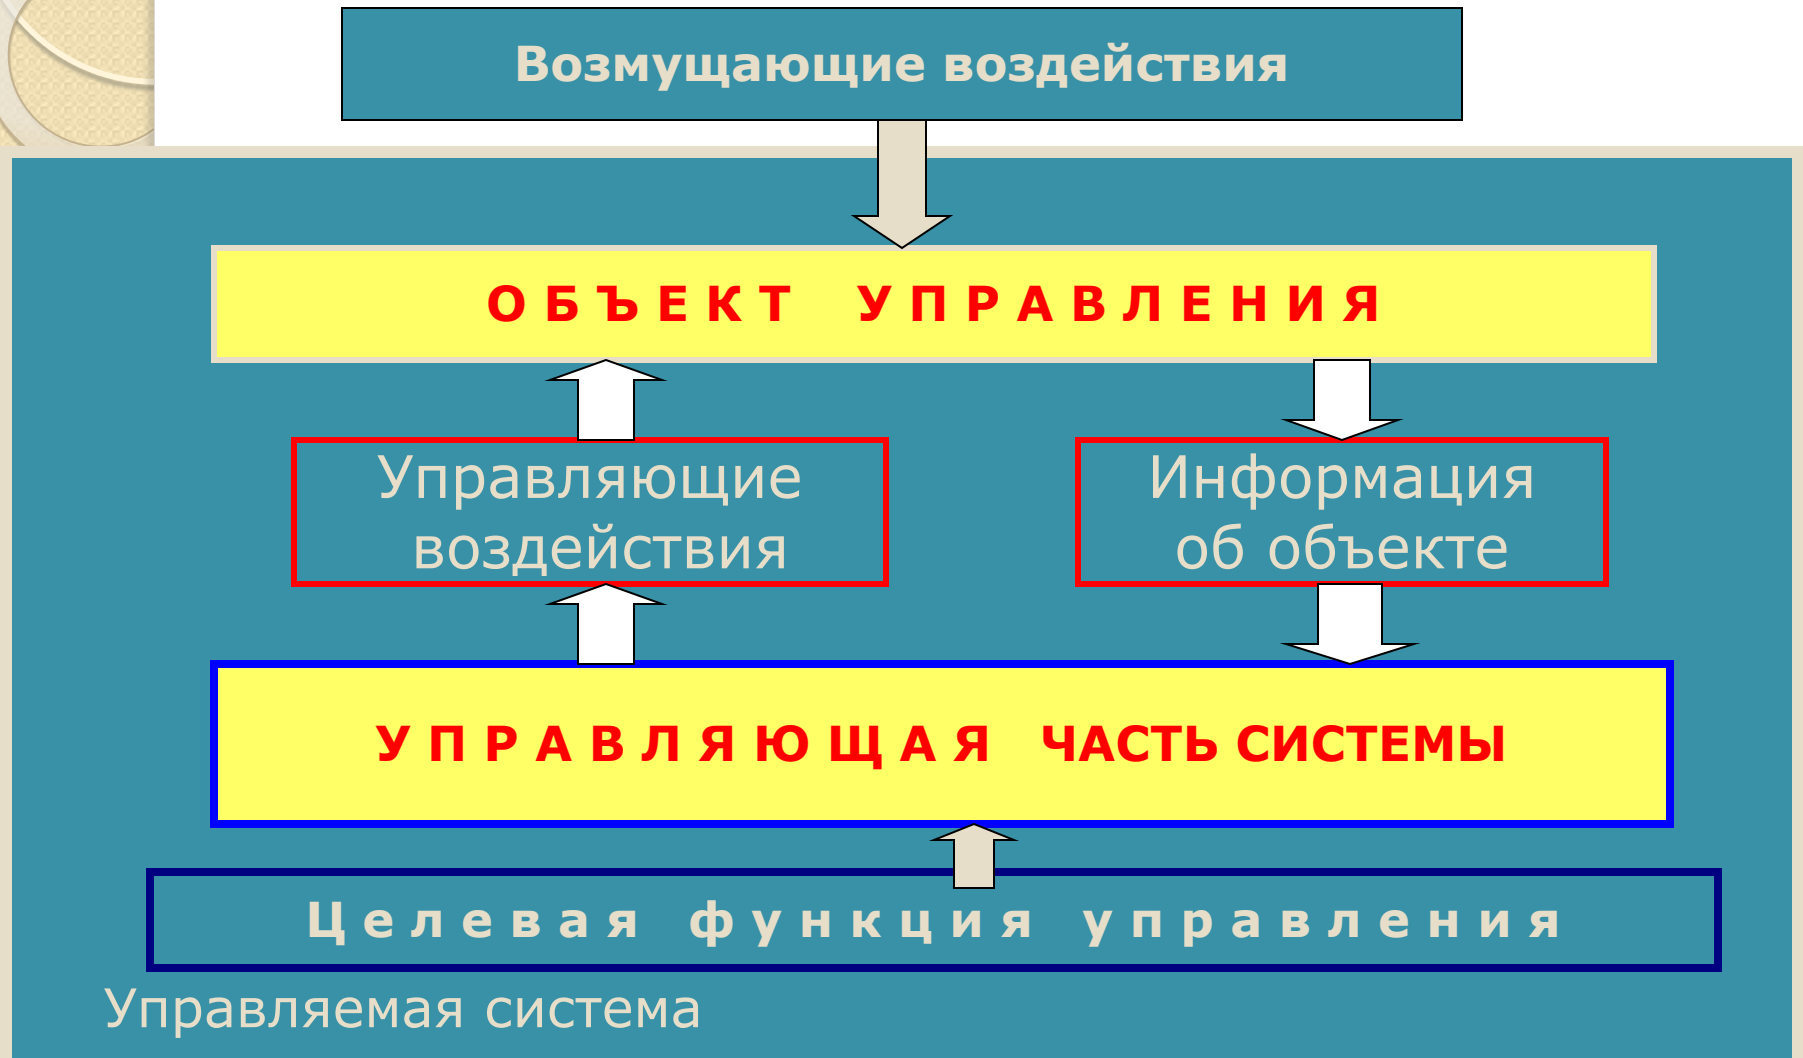 Возмущающие воздействия
О Б Ъ Е К Т У П Р А В Л Е Н И Я
Управляющие
воздействия
Информация
об объекте
У П Р А В Л Я Ю Щ А Я ЧАСТЬ СИСТЕМЫ
Ц е л е в а я ф у н к ц и я у п р а в л е н и я
Управляемая система